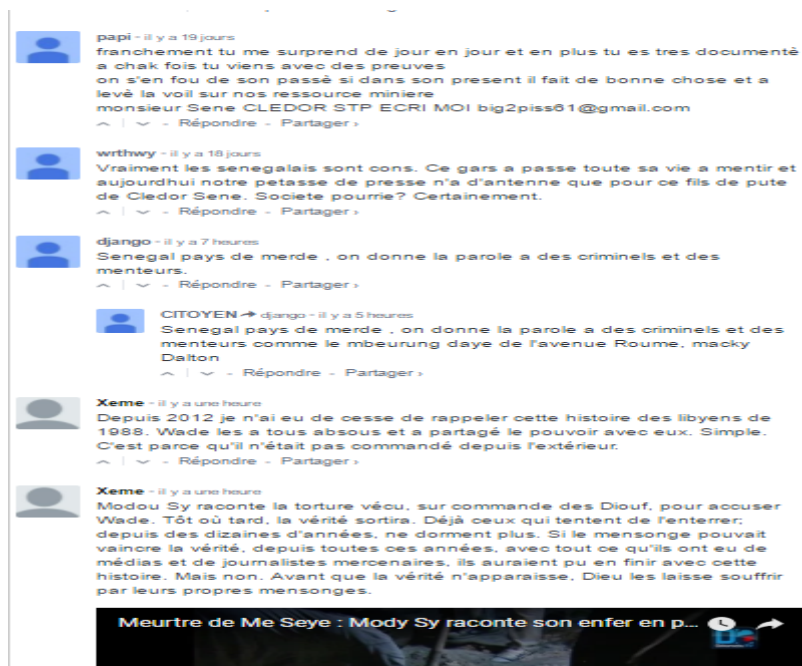 papi - il y a 19 jours
franchement tu me surprend de jour en jour et en plus tu es tres documentè
a chak fois tu viens avec des preuves
on s'en fou de son passè si dans son present il fait de bonne chose et a
levè la voil sur nos ressource miniere
monsieur Sene CLEDOR STP ECRI MOI big2piss61@gmail.com
Répondre - Partager ›
wrthwy - il y a 18 jours
Vraiment les senegalais sont cons. Ce gars a passe toute sa vie a mentir et
aujourdhui notre petasse de presse n'a d'antenne que pour ce fils de pute
de Cledor Sene. Societe pourrie? Certainement.
Répondre - Partager ›
django - il y a 7 heures
Senegal pays de merde , on donne la parole a des criminels et des
menteurs.
Répondre - Partager ›
CITOYEN → django - il y a 5 heures
Senegal pays de merde , on donne la parole a des criminels et des
menteurs comme le mbeurung daye de l'avenue Roume, macky
Dalton
Répondre - Partager ›
Xeme - il y a une heure
Depuis 2012 je n'ai eu de cesse de rappeler cette histoire des libyens de
1988. Wade les a tous absous et a partagé le pouvoir avec eux. Simple.
C'est parce qu'il n'était pas commandé depuis l'extérieur.
Répondre - Partager ›
Xeme - il y a une heure
Modou Sy raconte la torture vécu, sur commande des Diouf, pour accuser
Wade. Tôt où tard, la vérité sortira. Déjà ceux qui tentent de l'enterrer;
depuis des dizaines d'années, ne dorment plus. Si le mensonge pouvait
vaincre la vérité, depuis toutes ces années, avec tout ce qu'ils ont eu de
médias et de journalistes mercenaires, ils auraient pu en finir avec cette
histoire. Mais non. Avant que la vérité n'apparaisse, Dieu les laisse souffrir
par leurs propres mensonges.
Meurtre de Me Seye : Mody Sy raconte son enfer en p...